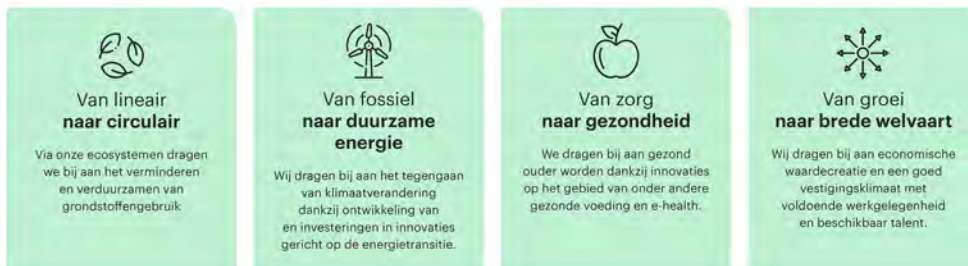 Van lineair
naar circulair
Via onze ecosystemen dragen
we bij aan het verminderen
en verduurzamen van
grondstoffengebruik
Van fossiel
naar duurzame
energie
Wij dragen bij aan het tegengaan
van klimaatverandering
dankzij ontwikkeling van
en investeringen in innovaties
gericht op de energietransitie.
Van zorg
naar gezondheid
We dragen bij aan gezond
ouder worden dankzij innovaties
op het gebied van onder andere
gezonde voeding en e-health.
Van groei
naar brede welvaart
Wij dragen bij aan economische
waardecreatie en een goed
vestigingsklimaat met
voldoende werkgelegenheid
en beschikbaar talent.